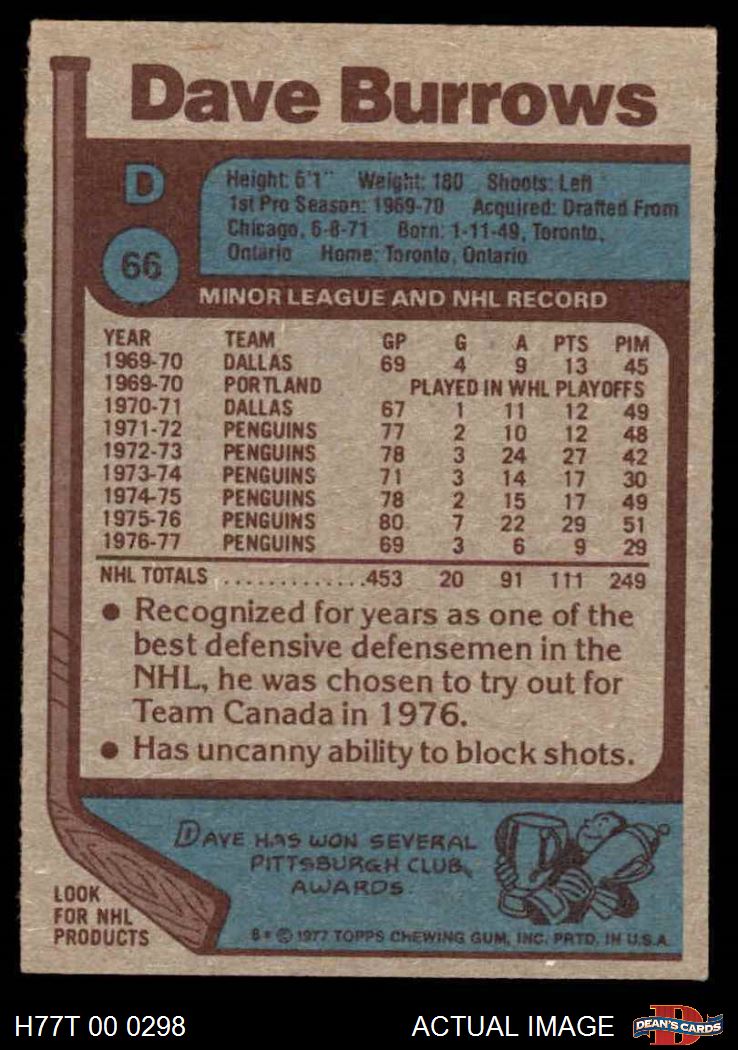 Dave Burrows
D
66
Height: 6'1" Weight: 180 Shoots: Left
1st Pro Season: 1969-70 Acquired: Drafted From
Chicago, 6-8-71 Born: 1-11-49, Toronto,
Ontario Home: Toronto, Ontario
MINOR LEAGUE AND NHL RECORD
YEAR TEAM GP G A PTS PIM
1969-70 DALLAS 69 4 9 13 45
1969-70 PORTLAND PLAYED IN WHL PLAYOFFS
1970-71 DALLAS 67 1 11 12 49
1971-72 PENGUINS 77 2 10 12 48
1972-73 PENGUINS 78 3 24 27 42
1973-74 PENGUINS 71 3 14 17 30
1974-75 PENGUINS 78 2 15 17 49
1975-76 PENGUINS 80 7 22 29 51
1976-77 PENGUINS 69 3 6 9 29
NHL TOTALS .............453 20 91 111 249
● Recognized for years as one of the
best defensive defensemen in the
NHL, he was chosen to try out for
Team Canada in 1976.
● Has uncanny ability to block shots.
DAVE HAS WON SEVERAL
PITTSBURGH CLUB
AWARDS.
LOOK
FOR NHL
PRODUCTS
B* © 1977 TOPPS CHEWING GUM, INC. PRTD. IN U.S.A.
H77T 00 0298
ACTUAL IMAGE
D
DEAN'S CARDS